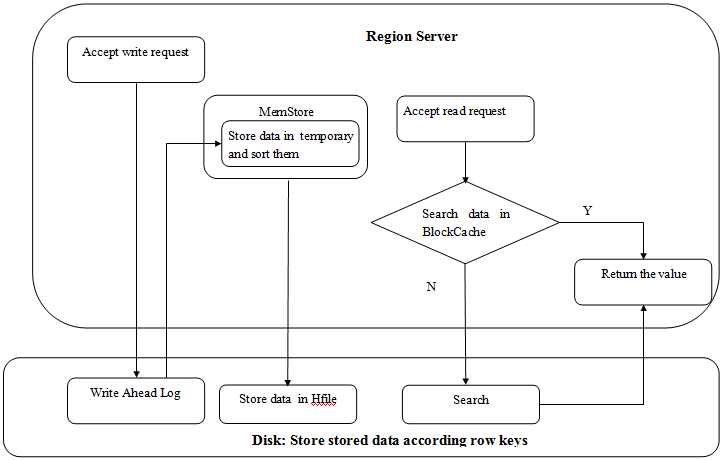 Region Server
Accept write request
MemStore
Store data in temporary
and sort them
Accept read request
Search data in
BlockCache
Y
N
Return the value
Write Ahead Log
Store data in Hfile
Search
Disk: Store stored data according row keys